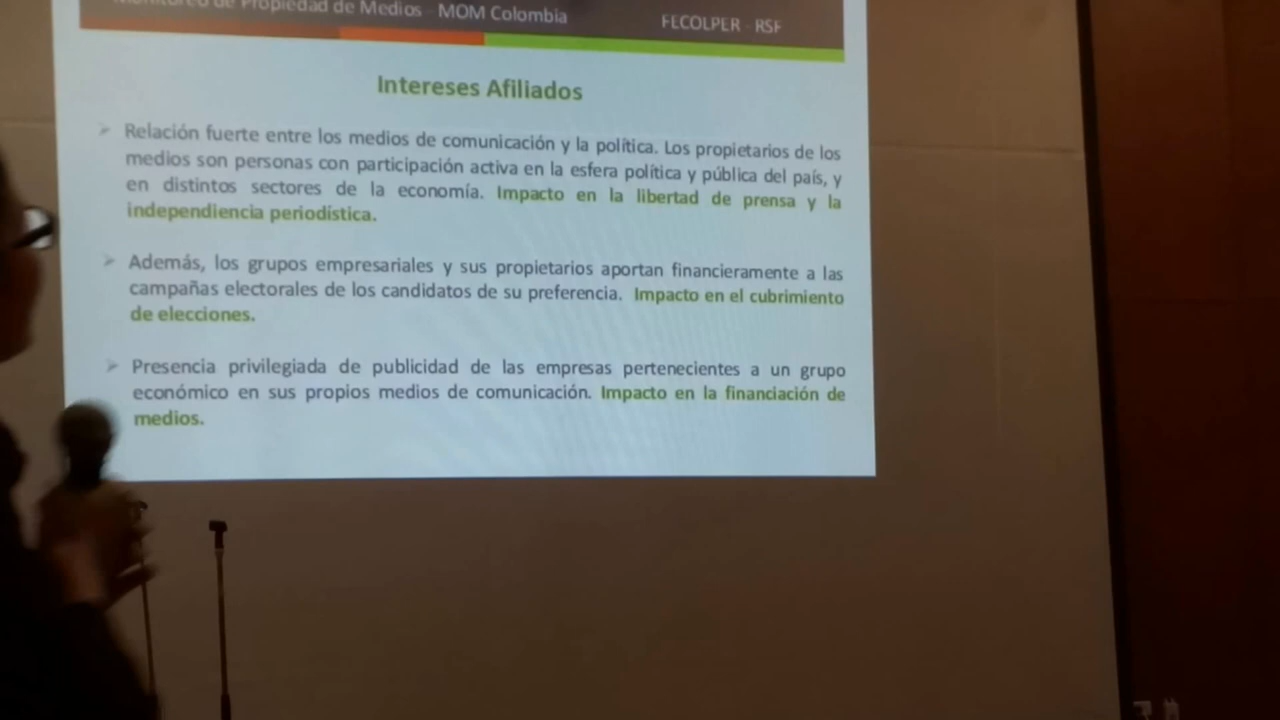 Monitoreo de Propiedad de Medios - MOM Colombia
FECOLPER - RSF
Intereses Afiliados
➢ Relación fuerte entre los medios de comunicación y la política. Los propietarios de los
medios son personas con participación activa en la esfera política y pública del país, y
en distintos sectores de la economía. Impacto en la libertad de prensa y la
independiencia periodística.
➢ Además, los grupos empresariales y sus propietarios aportan financieramente a las
campañas electorales de los candidatos de su preferencia. Impacto en el cubrimiento
de elecciones.
➢ Presencia privilegiada de publicidad de las empresas pertenecientes a un grupo
económico en sus propios medios de comunicación. Impacto en la financiación de
medios.